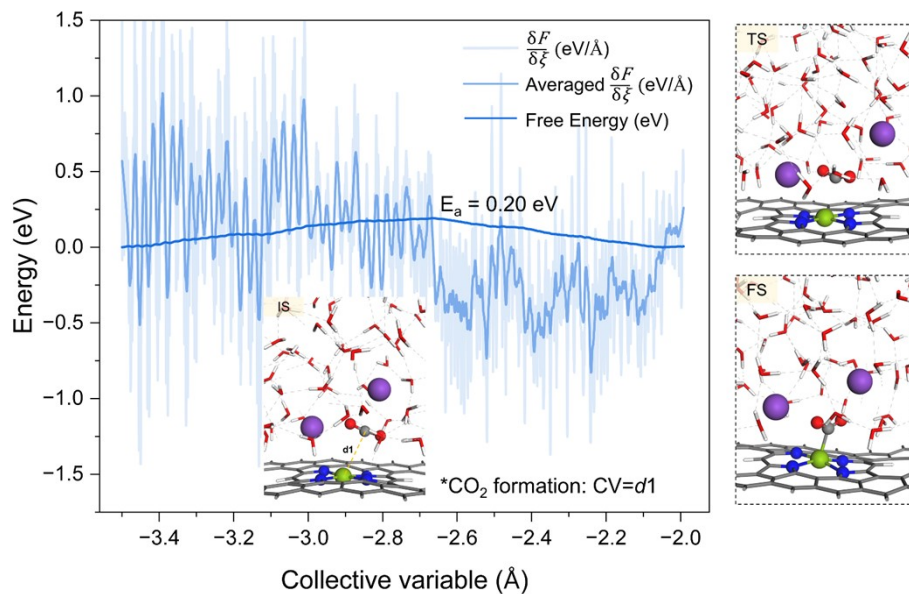 1.5
1.0
0.5
0.0
−0.5
−1.0
−1.5
Energy (eV)
δF/δξ (eV/Å)
Averaged δF/δξ (eV/Å)
Free Energy (eV)
Eₐ = 0.20 eV
IS
d1
*CO₂ formation: CV=d1
−3.4 −3.2 −3.0 −2.8 −2.6 −2.4 −2.2 −2.0
Collective variable (Å)
TS
FS